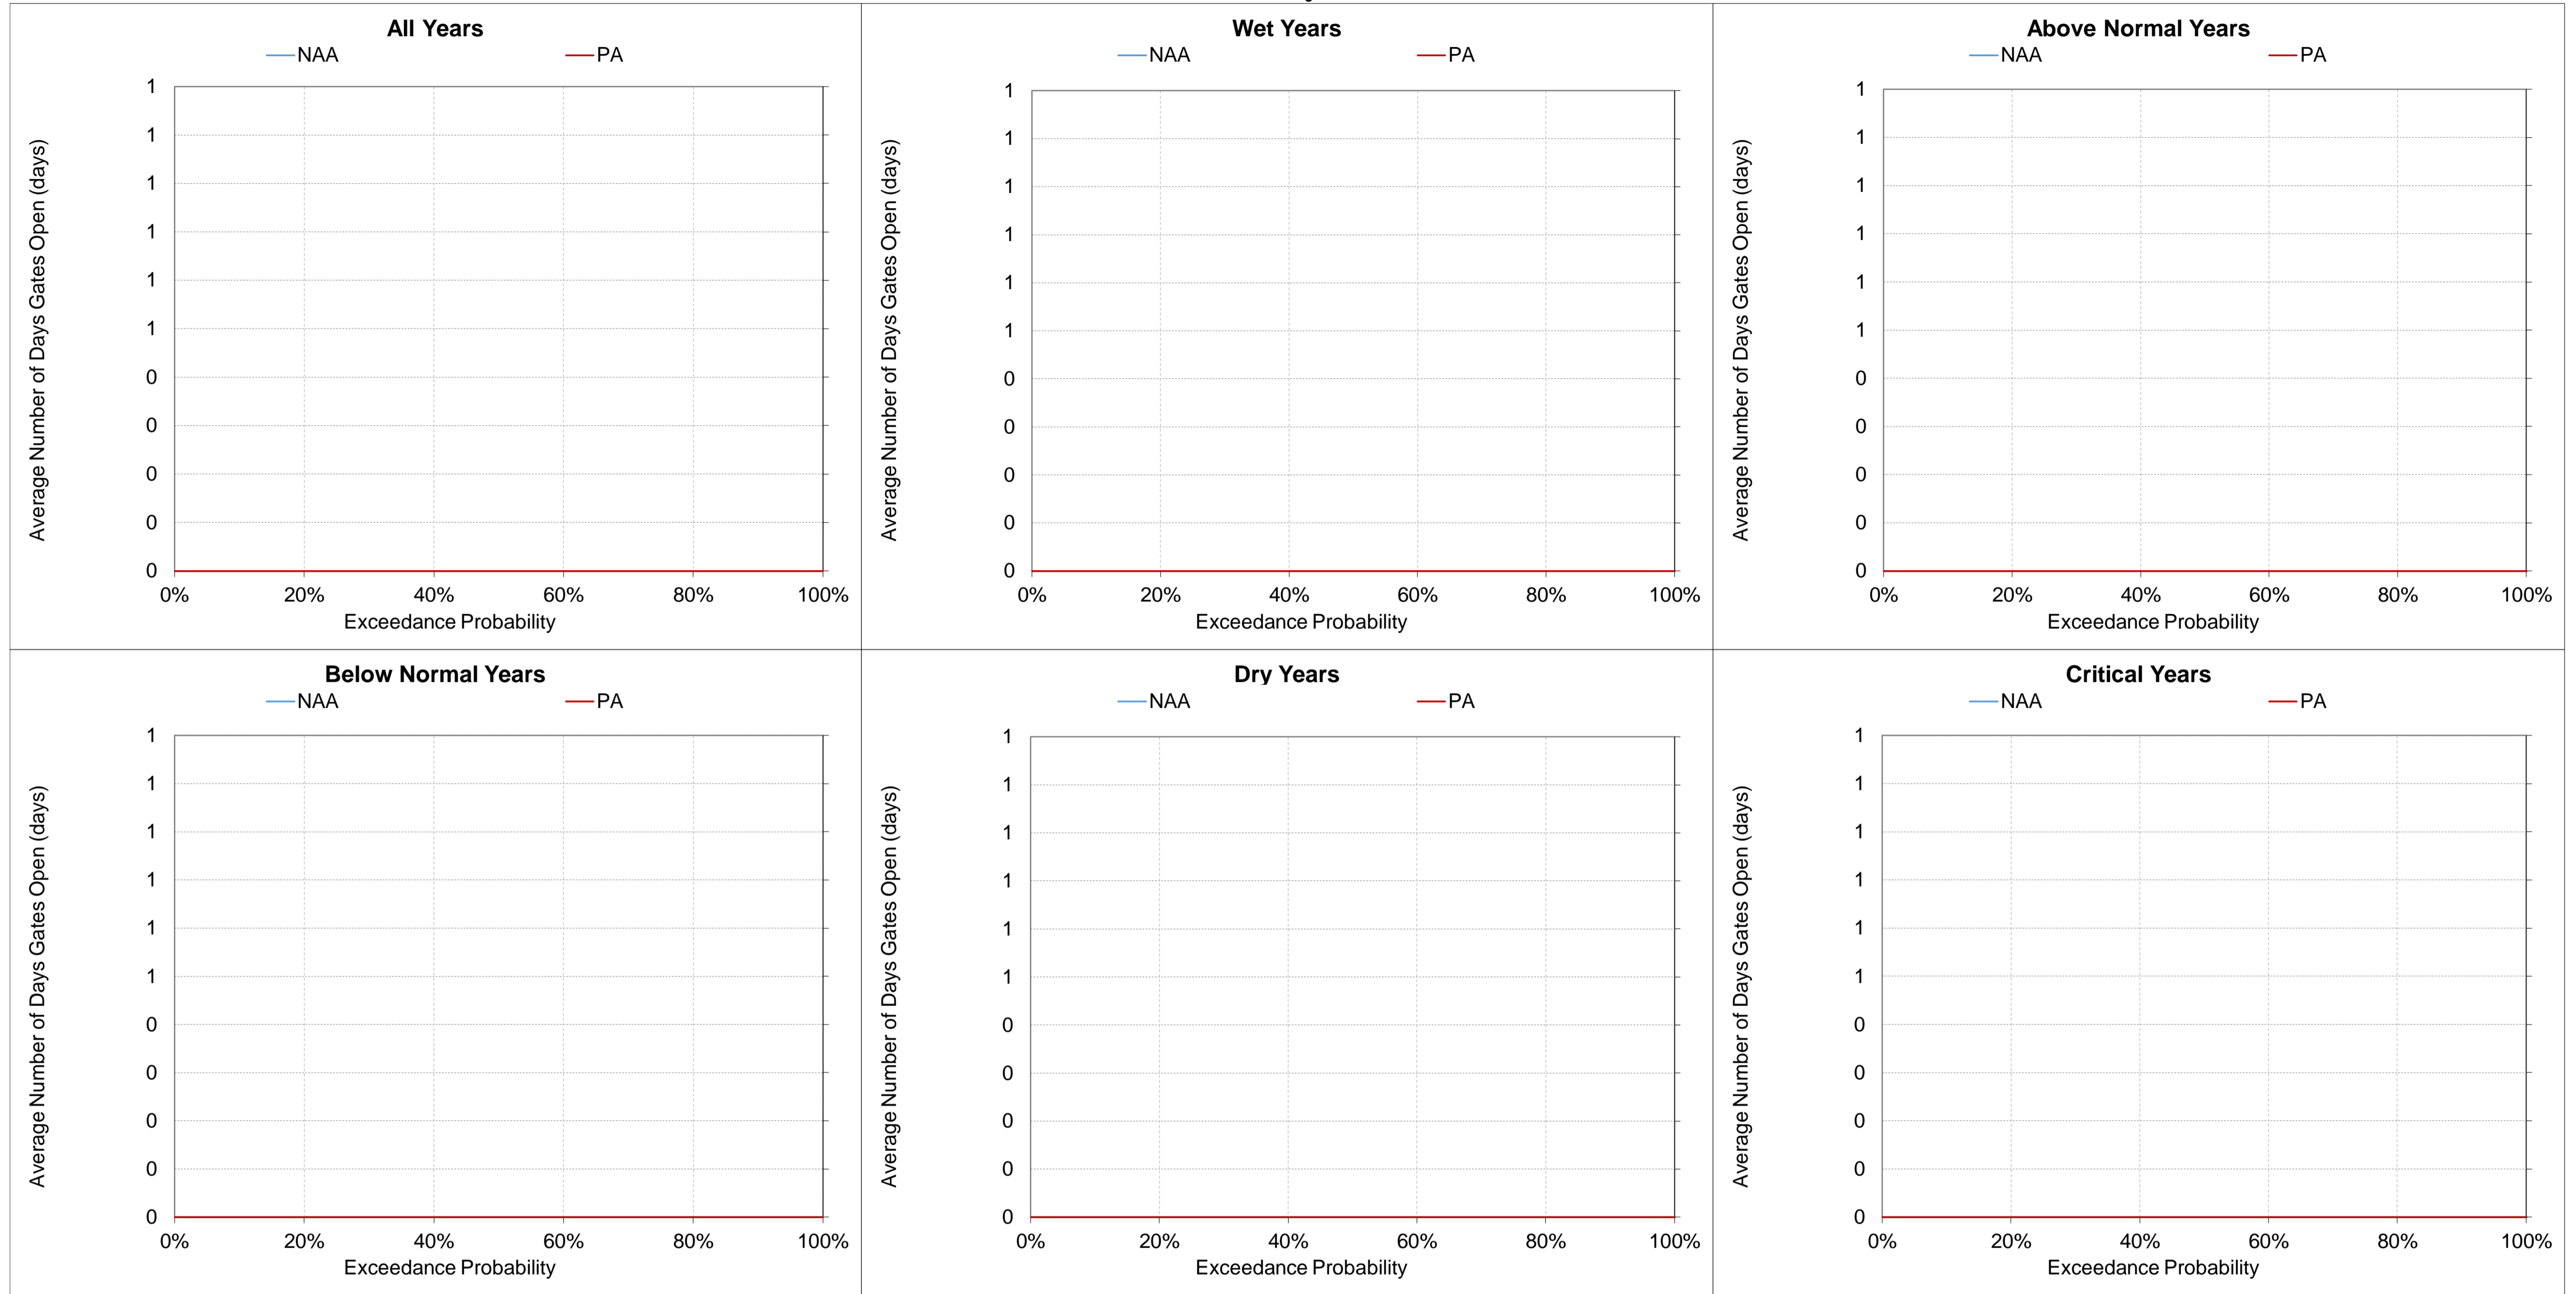 All Years
NAA PA
Average Number of Days Gates Open (days)
1
1
1
1
1
1
0
0
0
0
0
0% 20% 40% 60% 80% 100%
Exceedance Probability
Wet Years
NAA PA
Average Number of Days Gates Open (days)
1
1
1
1
1
1
0
0
0
0
0
0% 20% 40% 60% 80% 100%
Exceedance Probability
Above Normal Years
NAA PA
Average Number of Days Gates Open (days)
1
1
1
1
1
1
0
0
0
0
0
0% 20% 40% 60% 80% 100%
Exceedance Probability
Below Normal Years
NAA PA
Average Number of Days Gates Open (days)
1
1
1
1
1
1
0
0
0
0
0
0% 20% 40% 60% 80% 100%
Exceedance Probability
Dry Years
NAA PA
Average Number of Days Gates Open (days)
1
1
1
1
1
1
0
0
0
0
0
0% 20% 40% 60% 80% 100%
Exceedance Probability
Critical Years
NAA PA
Average Number of Days Gates Open (days)
1
1
1
1
1
1
0
0
0
0
0
0% 20% 40% 60% 80% 100%
Exceedance Probability